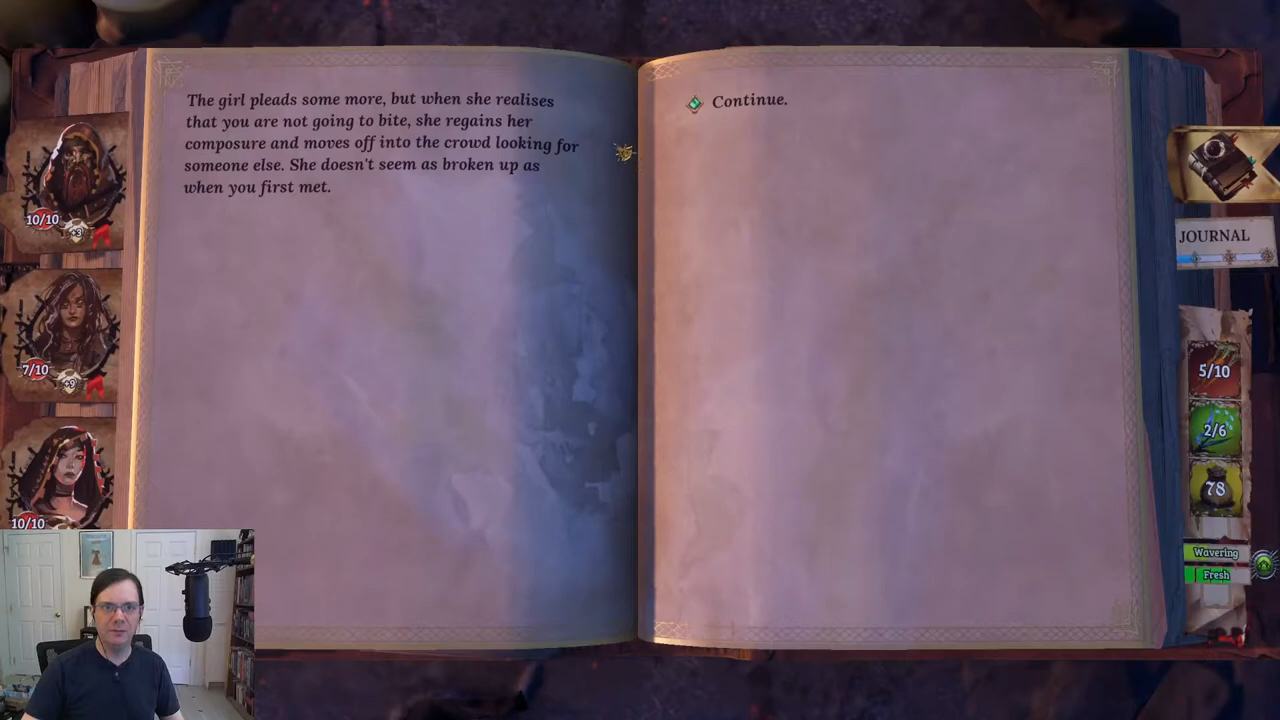 The girl pleads some more, but when she realises
that you are not going to bite, she regains her
composure and moves off into the crowd looking for
someone else. She doesn't seem as broken up as
when you first met.
Continue.
10/10
+3
7/10
+9
10/10
JOURNAL
5/10
2/6
78
Wavering
Fresh